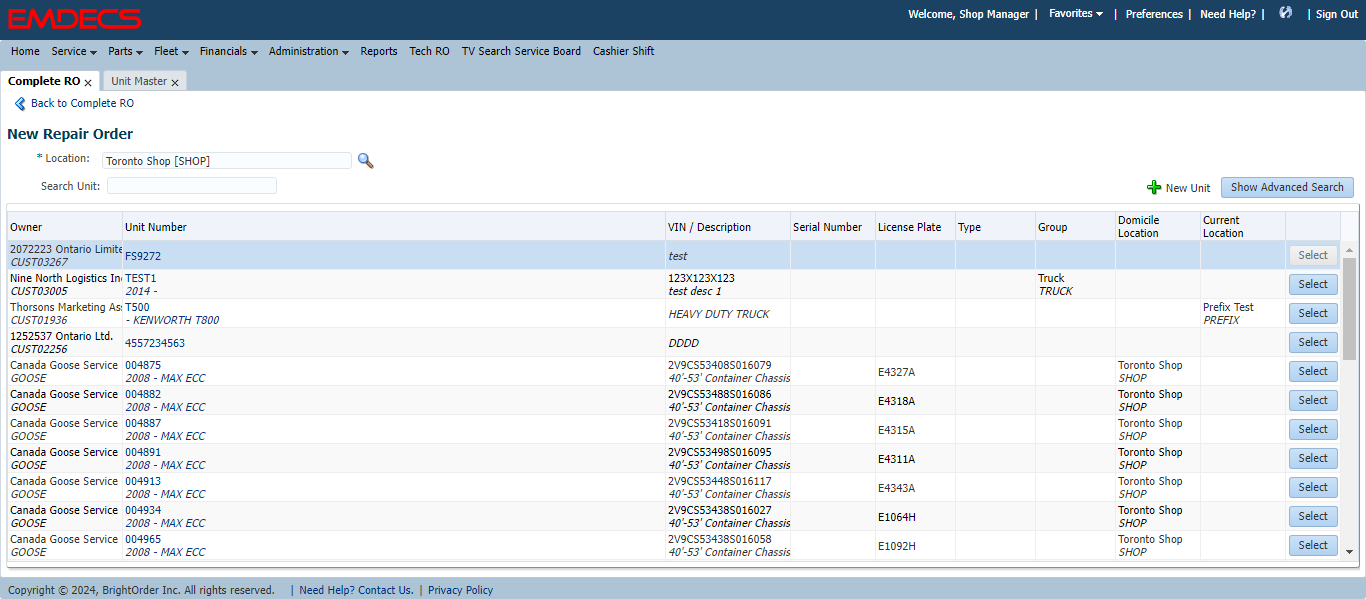 EMDECS
Welcome, Shop Manager | Favorites | Preferences | Need Help? | | Sign Out
Home Service Parts Fleet Financials Administration Reports Tech RO TV Search Service Board Cashier Shift
Complete RO x Unit Master x
Back to Complete RO
New Repair Order
* Location: Toronto Shop [SHOP]
Search Unit:
New Unit Show Advanced Search
Owner Unit Number VIN / Description Serial Number License Plate Type Group Domicile Location Current Location
2072223 Ontario Limite FS9272 test Select
CUST03267
Nine North Logistics In TEST1 123X123X123 Truck Select
CUST03005 2014 - test desc 1 TRUCK
Thorsons Marketing As T500 HEAVY DUTY TRUCK Prefix Test Select
CUST01936 - KENWORTH T800 PREFIX
1252537 Ontario Ltd. 4557234563 DDDD Select
CUST02256
Canada Goose Service 004875 2V9CS53408S016079 E4327A Toronto Shop Select
GOOSE 2008 - MAX ECC 40'-53' Container Chassis SHOP
Canada Goose Service 004882 2V9CS53488S016086 E4318A Toronto Shop Select
GOOSE 2008 - MAX ECC 40'-53' Container Chassis SHOP
Canada Goose Service 004887 2V9CS53418S016091 E4315A Toronto Shop Select
GOOSE 2008 - MAX ECC 40'-53' Container Chassis SHOP
Canada Goose Service 004891 2V9CS53498S016095 E4311A Toronto Shop Select
GOOSE 2008 - MAX ECC 40'-53' Container Chassis SHOP
Canada Goose Service 004913 2V9CS53448S016117 E4343A Toronto Shop Select
GOOSE 2008 - MAX ECC 40'-53' Container Chassis SHOP
Canada Goose Service 004934 2V9CS53438S016027 E1064H Toronto Shop Select
GOOSE 2008 - MAX ECC 40'-53' Container Chassis SHOP
Canada Goose Service 004965 2V9CS53438S016058 E1092H Toronto Shop Select
GOOSE 2008 - MAX ECC 40'-53' Container Chassis SHOP
Copyright © 2024, BrightOrder Inc. All rights reserved. | Need Help? Contact Us. | Privacy Policy